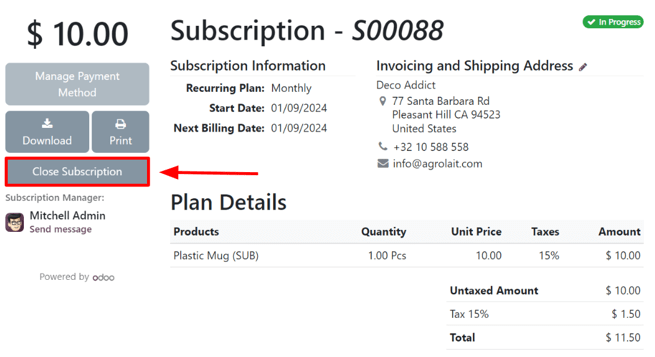 $ 10.00
Manage Payment
Method
Download
Print
Close Subscription
Subscription Manager:
Mitchell Admin
Send message
Powered by odoo
Subscription - S00088
In Progress
Subscription Information
Recurring Plan: Monthly
Start Date: 01/09/2024
Next Billing Date: 01/09/2024
Invoicing and Shipping Address
Deco Addict
77 Santa Barbara Rd
Pleasant Hill CA 94523
United States
+32 10 588 558
info@agrolait.com
Plan Details
Products Quantity Unit Price Taxes Amount
Plastic Mug (SUB) 1.00 Pcs 10.00 15% $ 10.00
Untaxed Amount $ 10.00
Tax 15% $ 1.50
Total $ 11.50